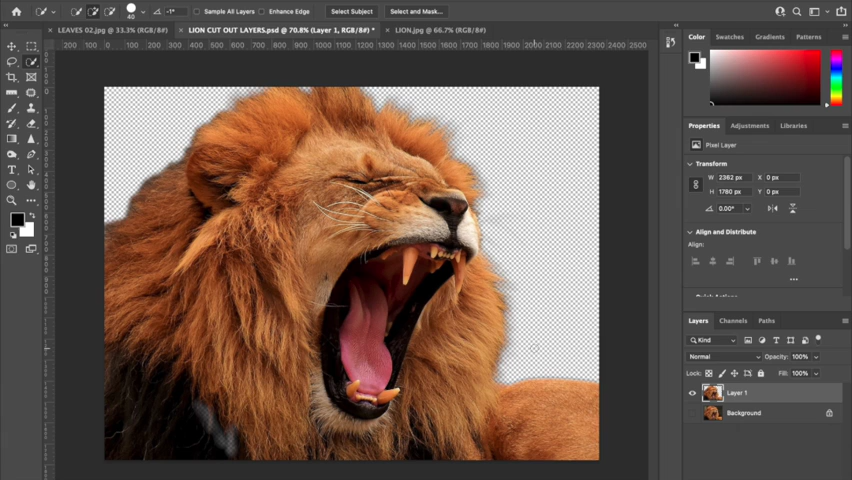 40 -1° Sample All Layers Enhance Edge Select Subject Select and Mask...
× LEAVES 02.jpg @ 33.3% (RGB/8#) × LION CUT OUT LAYERS.psd @ 70.8% (Layer 1, RGB/8#) * × LION.jpg @ 66.7% (RGB/8#)
200 100 0 100 200 300 400 500 600 700 800 900 1000 1100 1200 1300 1400 1500 1600 1700 1800 1900 2000 2100 2200 2300 2400 2500
Color Swatches Gradients Patterns
Properties Adjustments Libraries
Pixel Layer
Transform
W 2362 px X 0 px
H 1780 px Y 0 px
0.00°
Align and Distribute
Align:
Layers Channels Paths
Kind
Normal Opacity: 100%
Lock: Fill: 100%
Layer 1
Background